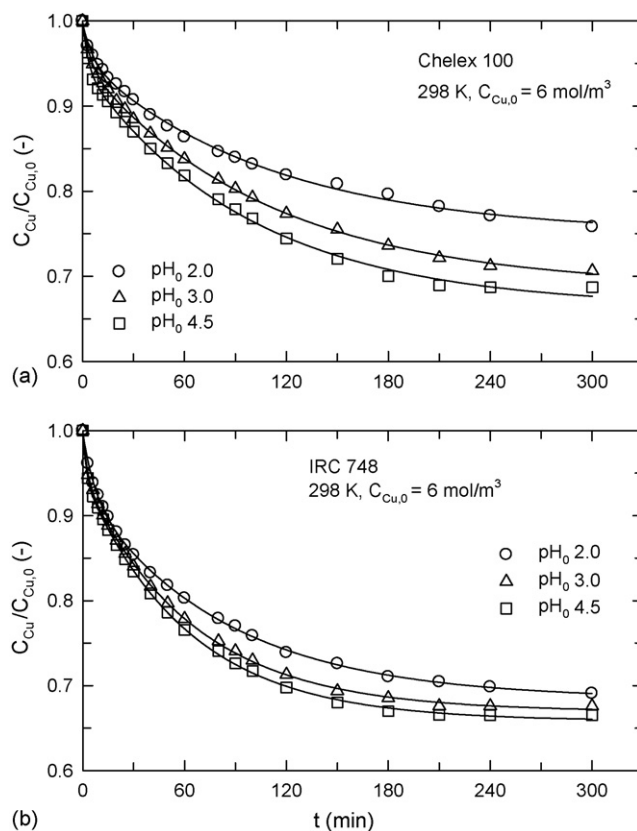 1.0
0.9
0.8
0.7
0.6
C_Cu/C_Cu,0 (-)
Chelex 100
298 K, C_Cu,0 = 6 mol/m³
pH₀ 2.0
pH₀ 3.0
pH₀ 4.5
0 60 120 180 240 300
(a)
1.0
0.9
0.8
0.7
0.6
C_Cu/C_Cu,0 (-)
IRC 748
298 K, C_Cu,0 = 6 mol/m³
pH₀ 2.0
pH₀ 3.0
pH₀ 4.5
0 60 120 180 240 300
(b)
t (min)